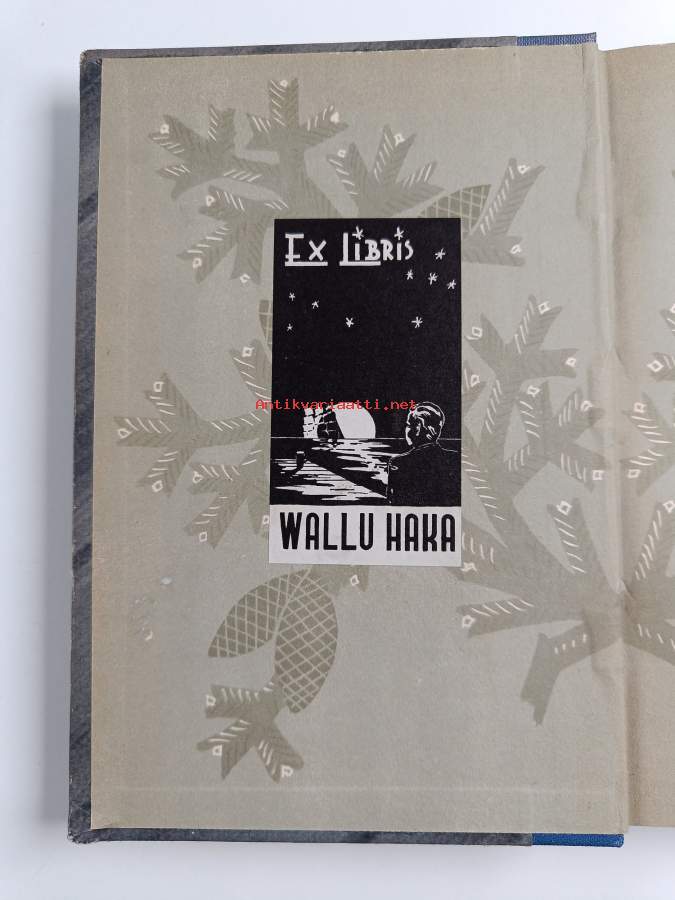 Ex Libris
Antikvariaatti.net
WALLU HAKA